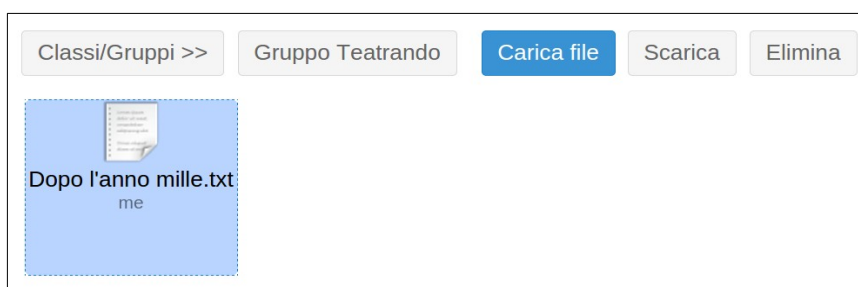 Classi/Gruppi >> Gruppo Teatrando Carica file Scarica Elimina
Dopo l'anno mille.txt
me